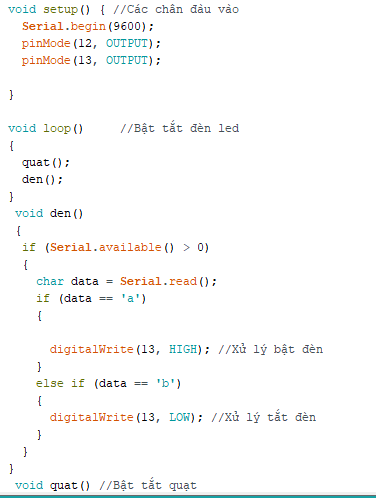 void setup() { //Các chân đầu vào
  Serial.begin(9600);
  pinMode(12, OUTPUT);
  pinMode(13, OUTPUT);

}

void loop()     //Bật tắt đèn led
{
  quat();
  den();
}
 void den()
 {
  if (Serial.available() > 0)
  {
    char data = Serial.read();
    if (data == 'a')
    {

      digitalWrite(13, HIGH); //Xử lý bật đèn
    }
    else if (data == 'b')
    {
      digitalWrite(13, LOW); //Xử lý tắt đèn
    }
  }
}
 void quat() //Bật tắt quạt